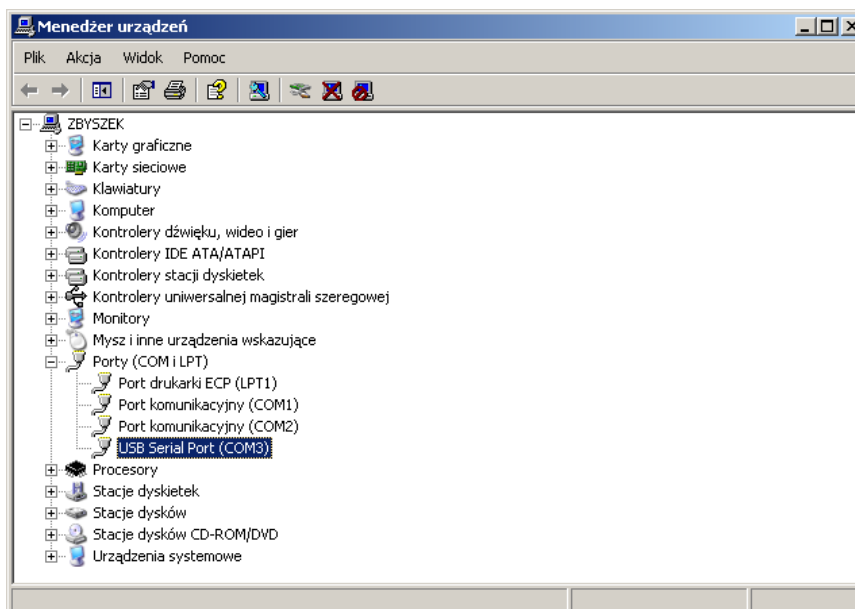 Menedżer urządzeń
Plik Akcja Widok Pomoc
ZBYSZEK
Karty graficzne
Karty sieciowe
Klawiatury
Komputer
Kontrolery dźwięku, wideo i gier
Kontrolery IDE ATA/ATAPI
Kontrolery stacji dyskietek
Kontrolery uniwersalnej magistrali szeregowej
Monitory
Mysz i inne urządzenia wskazujące
Porty (COM i LPT)
Port drukarki ECP (LPT1)
Port komunikacyjny (COM1)
Port komunikacyjny (COM2)
USB Serial Port (COM3)
Procesory
Stacje dyskietek
Stacje dysków
Stacje dysków CD-ROM/DVD
Urządzenia systemowe